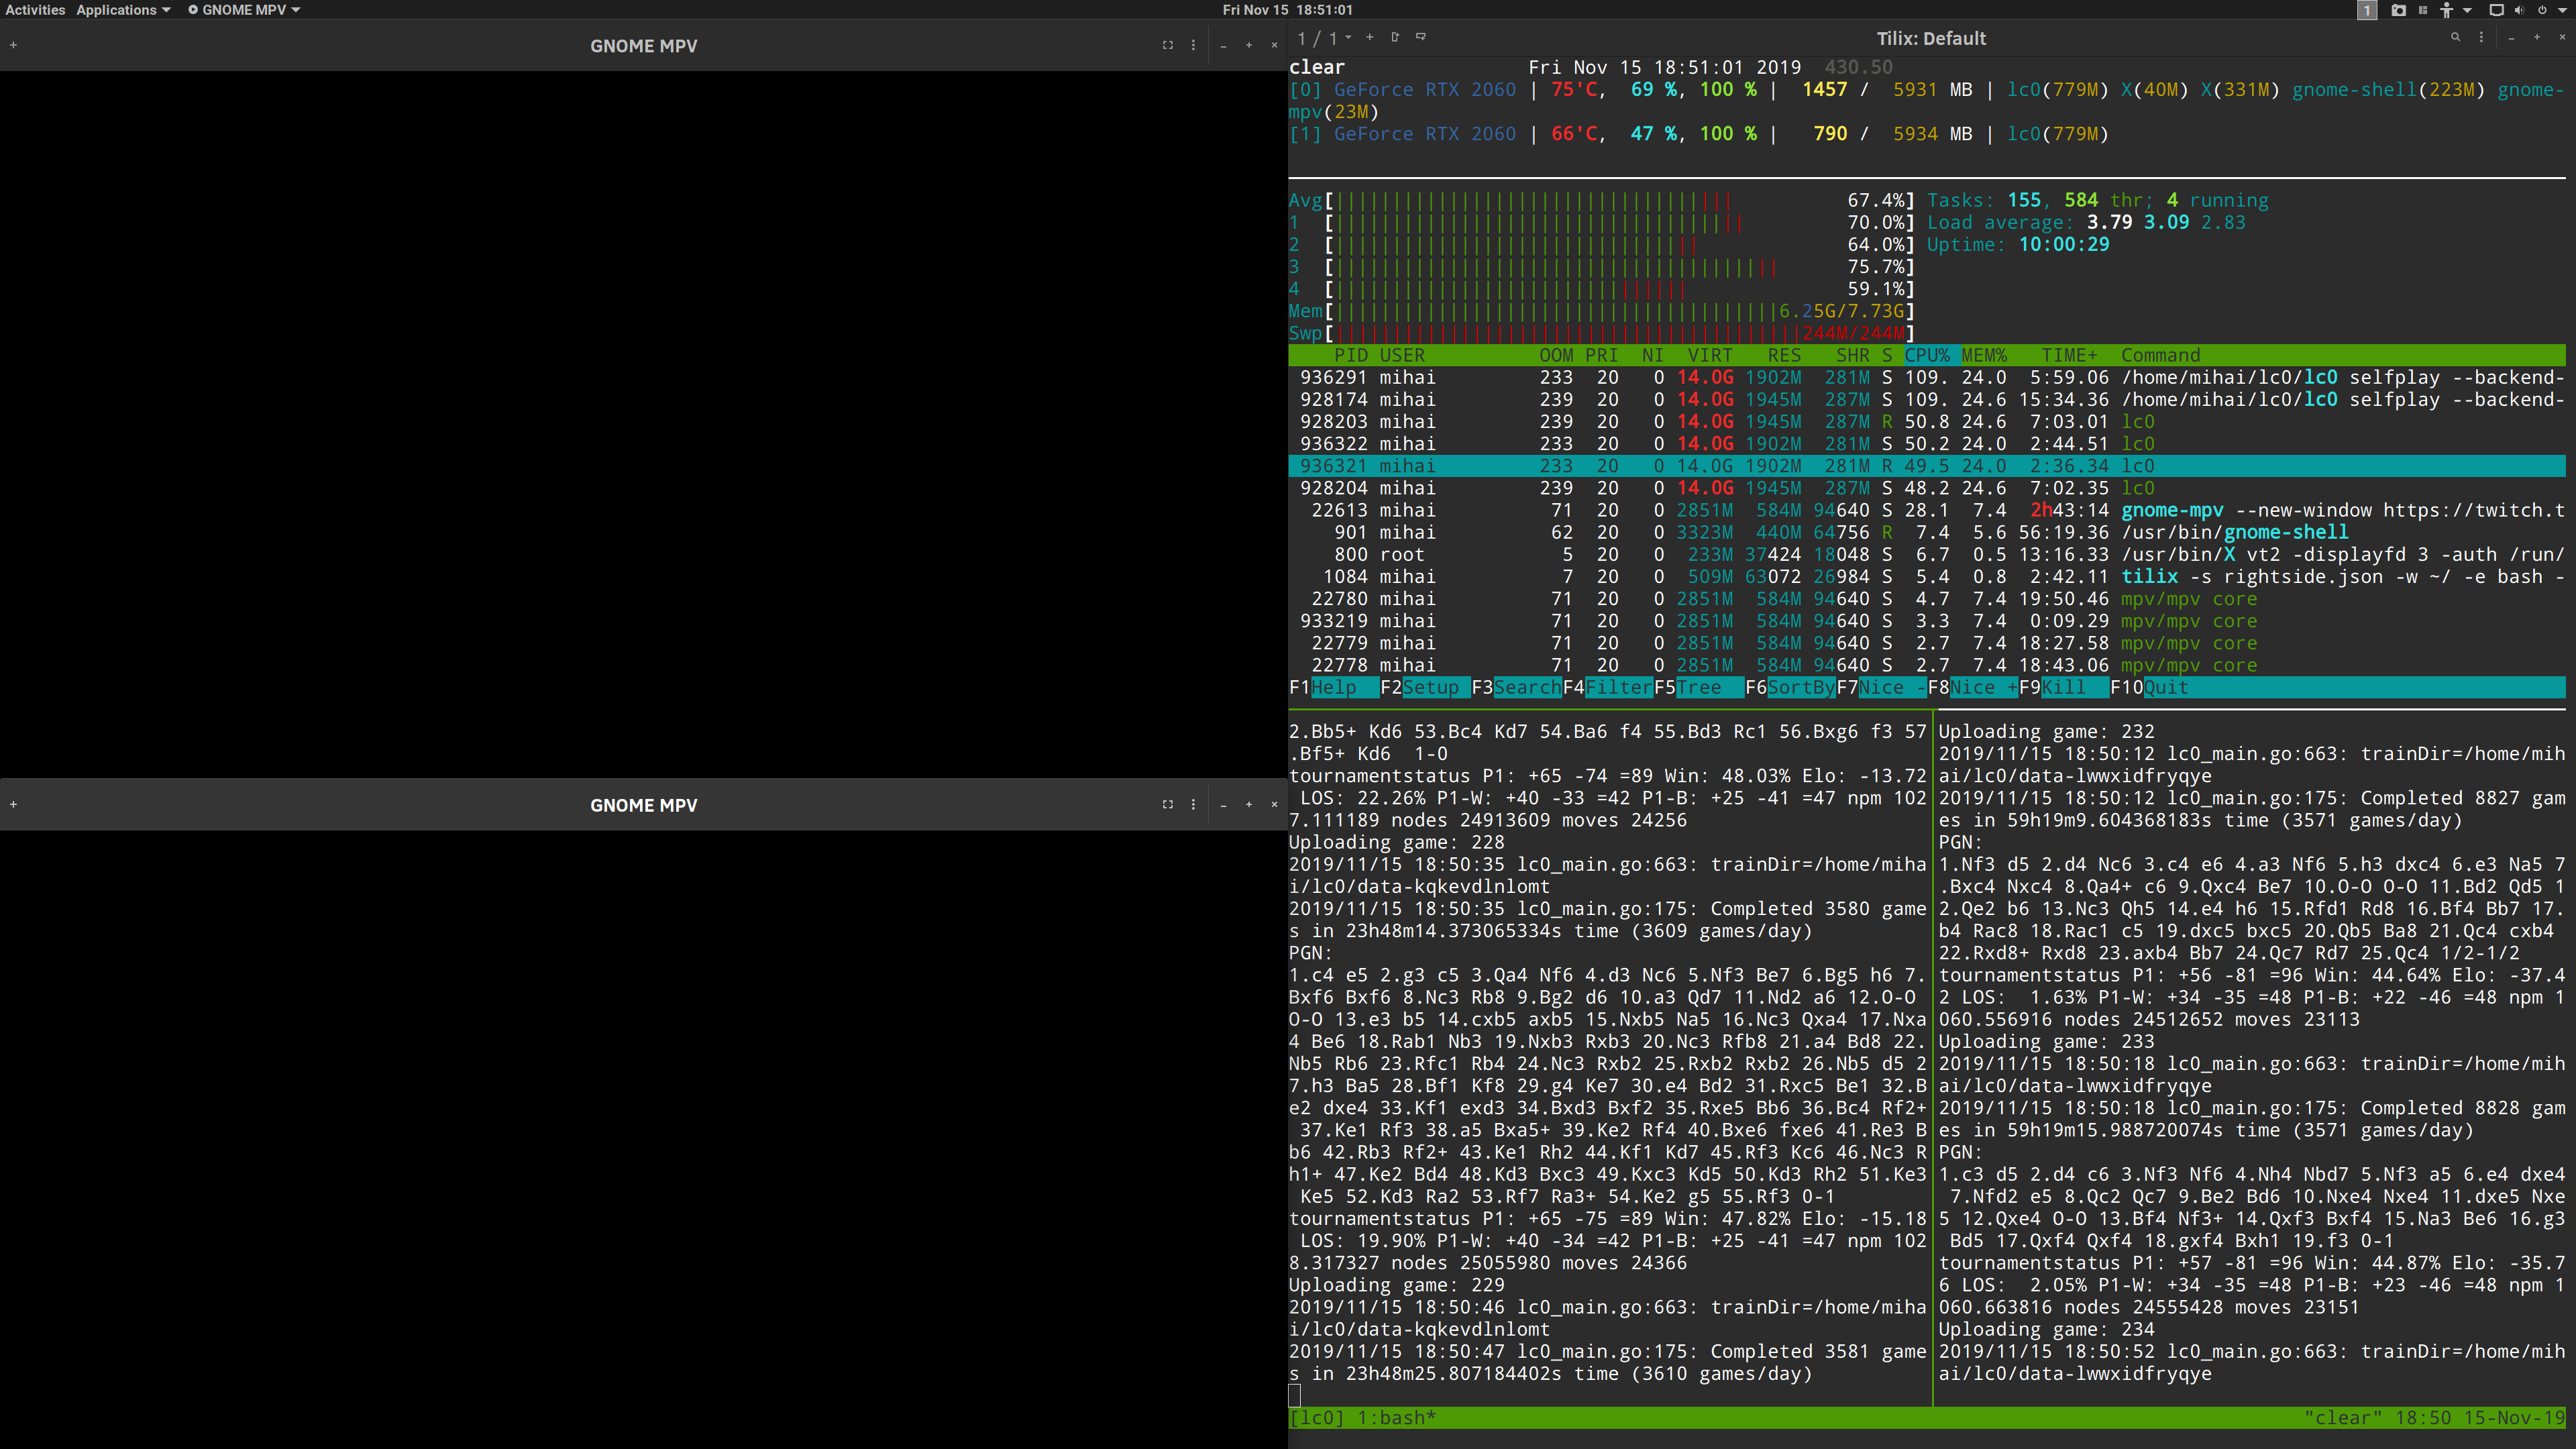 Activities Applications GNOME MPV Fri Nov 15 18:51:01 1
GNOME MPV
GNOME MPV
1 / 1 Tilix: Default
clear Fri Nov 15 18:51:01 2019 430.50
[0] GeForce RTX 2060 | 75'C, 69 %, 100 % | 1457 / 5931 MB | lc0(779M) X(40M) X(331M) gnome-shell(223M) gnome-
mpv(23M)
[1] GeForce RTX 2060 | 66'C, 47 %, 100 % | 790 / 5934 MB | lc0(779M)
Avg[ 67.4%] Tasks: 155, 584 thr; 4 running
1 [ 70.0%] Load average: 3.79 3.09 2.83
2 [ 64.0%] Uptime: 10:00:29
3 [ 75.7%]
4 [ 59.1%]
Mem[ 6.25G/7.73G]
Swp[ 244M/244M]
PID USER OOM PRI NI VIRT RES SHR S CPU% MEM% TIME+ Command
936291 mihai 233 20 0 14.0G 1902M 281M S 109. 24.0 5:59.06 /home/mihai/lc0/lc0 selfplay --backend-
928174 mihai 239 20 0 14.0G 1945M 287M S 109. 24.6 15:34.36 /home/mihai/lc0/lc0 selfplay --backend-
928203 mihai 239 20 0 14.0G 1945M 287M R 50.8 24.6 7:03.01 lc0
936322 mihai 233 20 0 14.0G 1902M 281M S 50.2 24.0 2:44.51 lc0
936321 mihai 233 20 0 14.0G 1902M 281M R 49.5 24.0 2:36.34 lc0
928204 mihai 239 20 0 14.0G 1945M 287M S 48.2 24.6 7:02.35 lc0
22613 mihai 71 20 0 2851M 584M 94640 S 28.1 7.4 2h43:14 gnome-mpv --new-window https://twitch.t
901 mihai 62 20 0 3323M 440M 64756 R 7.4 5.6 56:19.36 /usr/bin/gnome-shell
800 root 5 20 0 233M 37424 18048 S 6.7 0.5 13:16.33 /usr/bin/X vt2 -displayfd 3 -auth /run/
1084 mihai 7 20 0 509M 63072 26984 S 5.4 0.8 2:42.11 tilix -s rightside.json -w ~/ -e bash -
22780 mihai 71 20 0 2851M 584M 94640 S 4.7 7.4 19:50.46 mpv/mpv core
933219 mihai 71 20 0 2851M 584M 94640 S 3.3 7.4 0:09.29 mpv/mpv core
22779 mihai 71 20 0 2851M 584M 94640 S 2.7 7.4 18:27.58 mpv/mpv core
22778 mihai 71 20 0 2851M 584M 94640 S 2.7 7.4 18:43.06 mpv/mpv core
F1Help F2Setup F3SearchF4FilterF5Tree F6SortByF7Nice -F8Nice +F9Kill F10Quit
2.Bb5+ Kd6 53.Bc4 Kd7 54.Ba6 f4 55.Bd3 Rc1 56.Bxg6 f3 57
.Bf5+ Kd6 1-0
tournamentstatus P1: +65 -74 =89 Win: 48.03% Elo: -13.72
LOS: 22.26% P1-W: +40 -33 =42 P1-B: +25 -41 =47 npm 102
7.111189 nodes 24913609 moves 24256
Uploading game: 228
2019/11/15 18:50:35 lc0_main.go:663: trainDir=/home/miha
i/lc0/data-kqkevdlnlomt
2019/11/15 18:50:35 lc0_main.go:175: Completed 3580 game
s in 23h48m14.373065334s time (3609 games/day)
PGN:
1.c4 e5 2.g3 c5 3.Qa4 Nf6 4.d3 Nc6 5.Nf3 Be7 6.Bg5 h6 7.
Bxf6 Bxf6 8.Nc3 Rb8 9.Bg2 d6 10.a3 Qd7 11.Nd2 a6 12.O-O
O-O 13.e3 b5 14.cxb5 axb5 15.Nxb5 Na5 16.Nc3 Qxa4 17.Nxa
4 Be6 18.Rab1 Nb3 19.Nxb3 Rxb3 20.Nc3 Rfb8 21.a4 Bd8 22.
Nb5 Rb6 23.Rfc1 Rb4 24.Nc3 Rxb2 25.Rxb2 Rxb2 26.Nb5 d5 2
7.h3 Ba5 28.Bf1 Kf8 29.g4 Ke7 30.e4 Bd2 31.Rxc5 Be1 32.B
e2 dxe4 33.Kf1 exd3 34.Bxd3 Bxf2 35.Rxe5 Bb6 36.Bc4 Rf2+
37.Ke1 Rf3 38.a5 Bxa5+ 39.Ke2 Rf4 40.Bxe6 fxe6 41.Re3 B
b6 42.Rb3 Rf2+ 43.Ke1 Rh2 44.Kf1 Kd7 45.Rf3 Kc6 46.Nc3 R
h1+ 47.Ke2 Bd4 48.Kd3 Bxc3 49.Kxc3 Kd5 50.Kd3 Rh2 51.Ke3
Ke5 52.Kd3 Ra2 53.Rf7 Ra3+ 54.Ke2 g5 55.Rf3 0-1
tournamentstatus P1: +65 -75 =89 Win: 47.82% Elo: -15.18
LOS: 19.90% P1-W: +40 -34 =42 P1-B: +25 -41 =47 npm 102
8.317327 nodes 25055980 moves 24366
Uploading game: 229
2019/11/15 18:50:46 lc0_main.go:663: trainDir=/home/miha
i/lc0/data-kqkevdlnlomt
2019/11/15 18:50:47 lc0_main.go:175: Completed 3581 game
s in 23h48m25.807184402s time (3610 games/day)
Uploading game: 232
2019/11/15 18:50:12 lc0_main.go:663: trainDir=/home/mih
ai/lc0/data-lwwxidfryqye
2019/11/15 18:50:12 lc0_main.go:175: Completed 8827 gam
es in 59h19m9.604368183s time (3571 games/day)
PGN:
1.Nf3 d5 2.d4 Nc6 3.c4 e6 4.a3 Nf6 5.h3 dxc4 6.e3 Na5 7
.Bxc4 Nxc4 8.Qa4+ c6 9.Qxc4 Be7 10.O-O O-O 11.Bd2 Qd5 1
2.Qe2 b6 13.Nc3 Qh5 14.e4 h6 15.Rfd1 Rd8 16.Bf4 Bb7 17.
b4 Rac8 18.Rac1 c5 19.dxc5 bxc5 20.Qb5 Ba8 21.Qc4 cxb4
22.Rxd8+ Rxd8 23.axb4 Bb7 24.Qc7 Rd7 25.Qc4 1/2-1/2
tournamentstatus P1: +56 -81 =96 Win: 44.64% Elo: -37.4
2 LOS: 1.63% P1-W: +34 -35 =48 P1-B: +22 -46 =48 npm 1
060.556916 nodes 24512652 moves 23113
Uploading game: 233
2019/11/15 18:50:18 lc0_main.go:663: trainDir=/home/mih
ai/lc0/data-lwwxidfryqye
2019/11/15 18:50:18 lc0_main.go:175: Completed 8828 gam
es in 59h19m15.988720074s time (3571 games/day)
PGN:
1.c3 d5 2.d4 c6 3.Nf3 Nf6 4.Nh4 Nbd7 5.Nf3 a5 6.e4 dxe4
7.Nfd2 e5 8.Qc2 Qc7 9.Be2 Bd6 10.Nxe4 Nxe4 11.dxe5 Nxe
5 12.Qxe4 O-O 13.Bf4 Nf3+ 14.Qxf3 Bxf4 15.Na3 Be6 16.g3
Bd5 17.Qxf4 Qxf4 18.gxf4 Bxh1 19.f3 0-1
tournamentstatus P1: +57 -81 =96 Win: 44.87% Elo: -35.7
6 LOS: 2.05% P1-W: +34 -35 =48 P1-B: +23 -46 =48 npm 1
060.663816 nodes 24555428 moves 23151
Uploading game: 234
2019/11/15 18:50:52 lc0_main.go:663: trainDir=/home/mih
ai/lc0/data-lwwxidfryqye
[lc0] 1:bash* "clear" 18:50 15-Nov-19